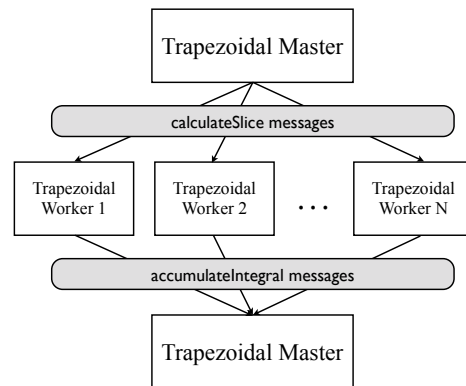 Trapezoidal Master
calculateSlice messages
Trapezoidal
Worker 1
Trapezoidal
Worker 2
. . .
Trapezoidal
Worker N
accumulateIntegral messages
Trapezoidal Master